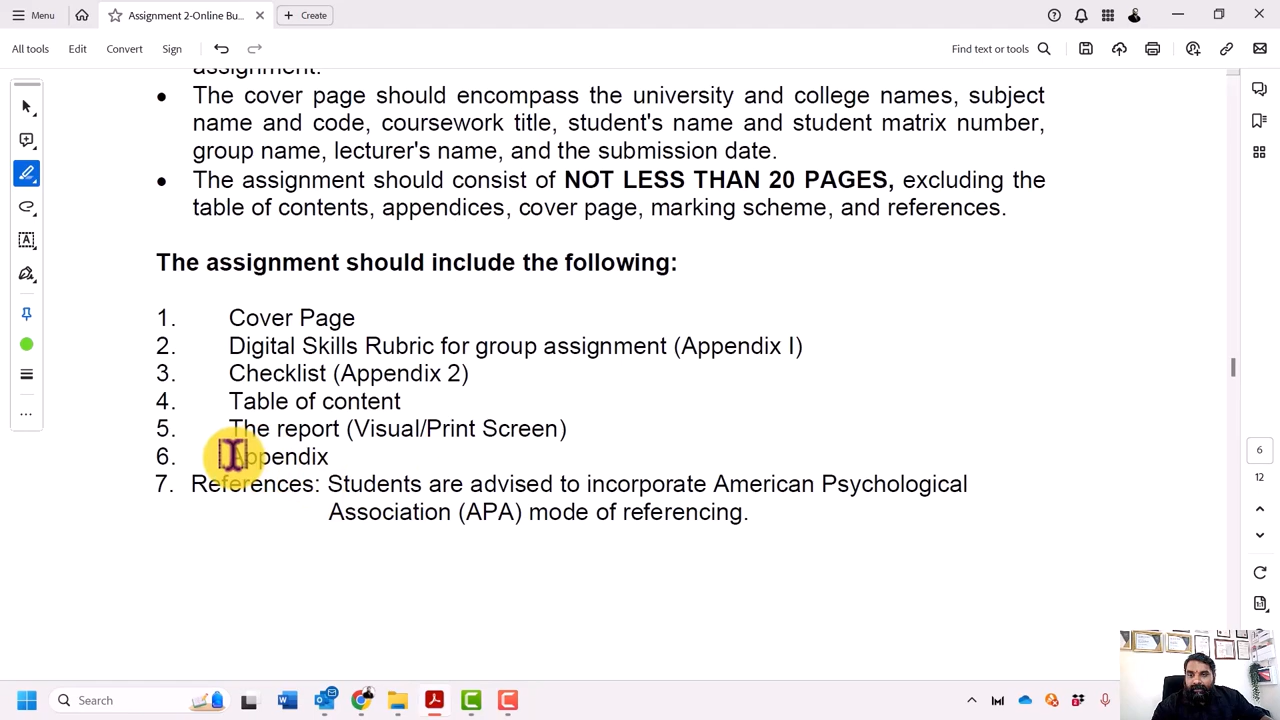 Menu
Assignment 2-Online Bu...
Create
All tools
Edit
Convert
Sign
Find text or tools
assignment.
• The cover page should encompass the university and college names, subject
name and code, coursework title, student's name and student matrix number,
group name, lecturer's name, and the submission date.
• The assignment should consist of NOT LESS THAN 20 PAGES, excluding the
table of contents, appendices, cover page, marking scheme, and references.
The assignment should include the following:
1. Cover Page
2. Digital Skills Rubric for group assignment (Appendix I)
3. Checklist (Appendix 2)
4. Table of content
5. The report (Visual/Print Screen)
6. Appendix
7. References: Students are advised to incorporate American Psychological
Association (APA) mode of referencing.
6
12
Search